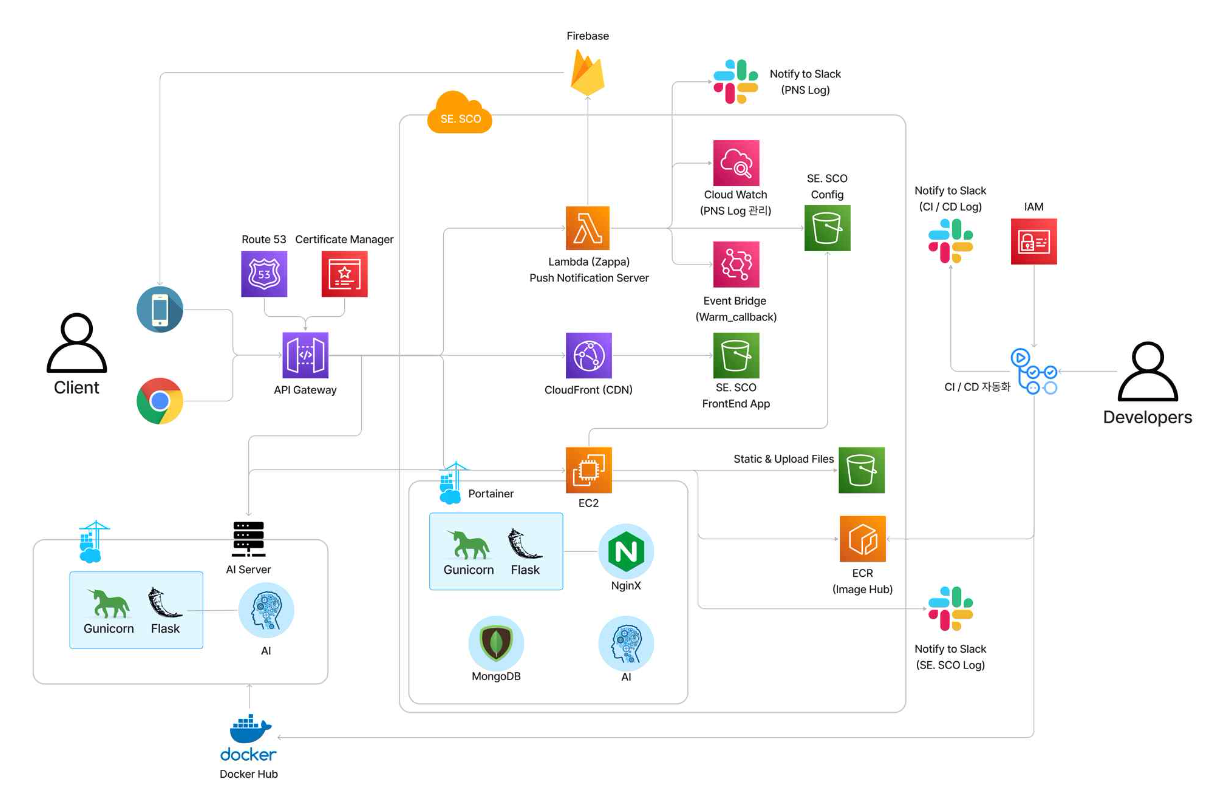 Firebase
Notify to Slack
(PNS Log)
SE. SCO
Cloud Watch
(PNS Log 관리)
SE. SCO
Config
Notify to Slack
(CI / CD Log)
IAM
Route 53
Certificate Manager
53
Lambda (Zappa)
Push Notification Server
Event Bridge
(Warm_callback)
Client
API Gateway
CloudFront (CDN)
SE. SCO
FrontEnd App
CI / CD 자동화
Developers
Static & Upload Files
Portainer
EC2
Gunicorn
Flask
NginX
ECR
(Image Hub)
AI Server
Gunicorn
Flask
AI
MongoDB
AI
Notify to Slack
(SE. SCO Log)
docker
Docker Hub